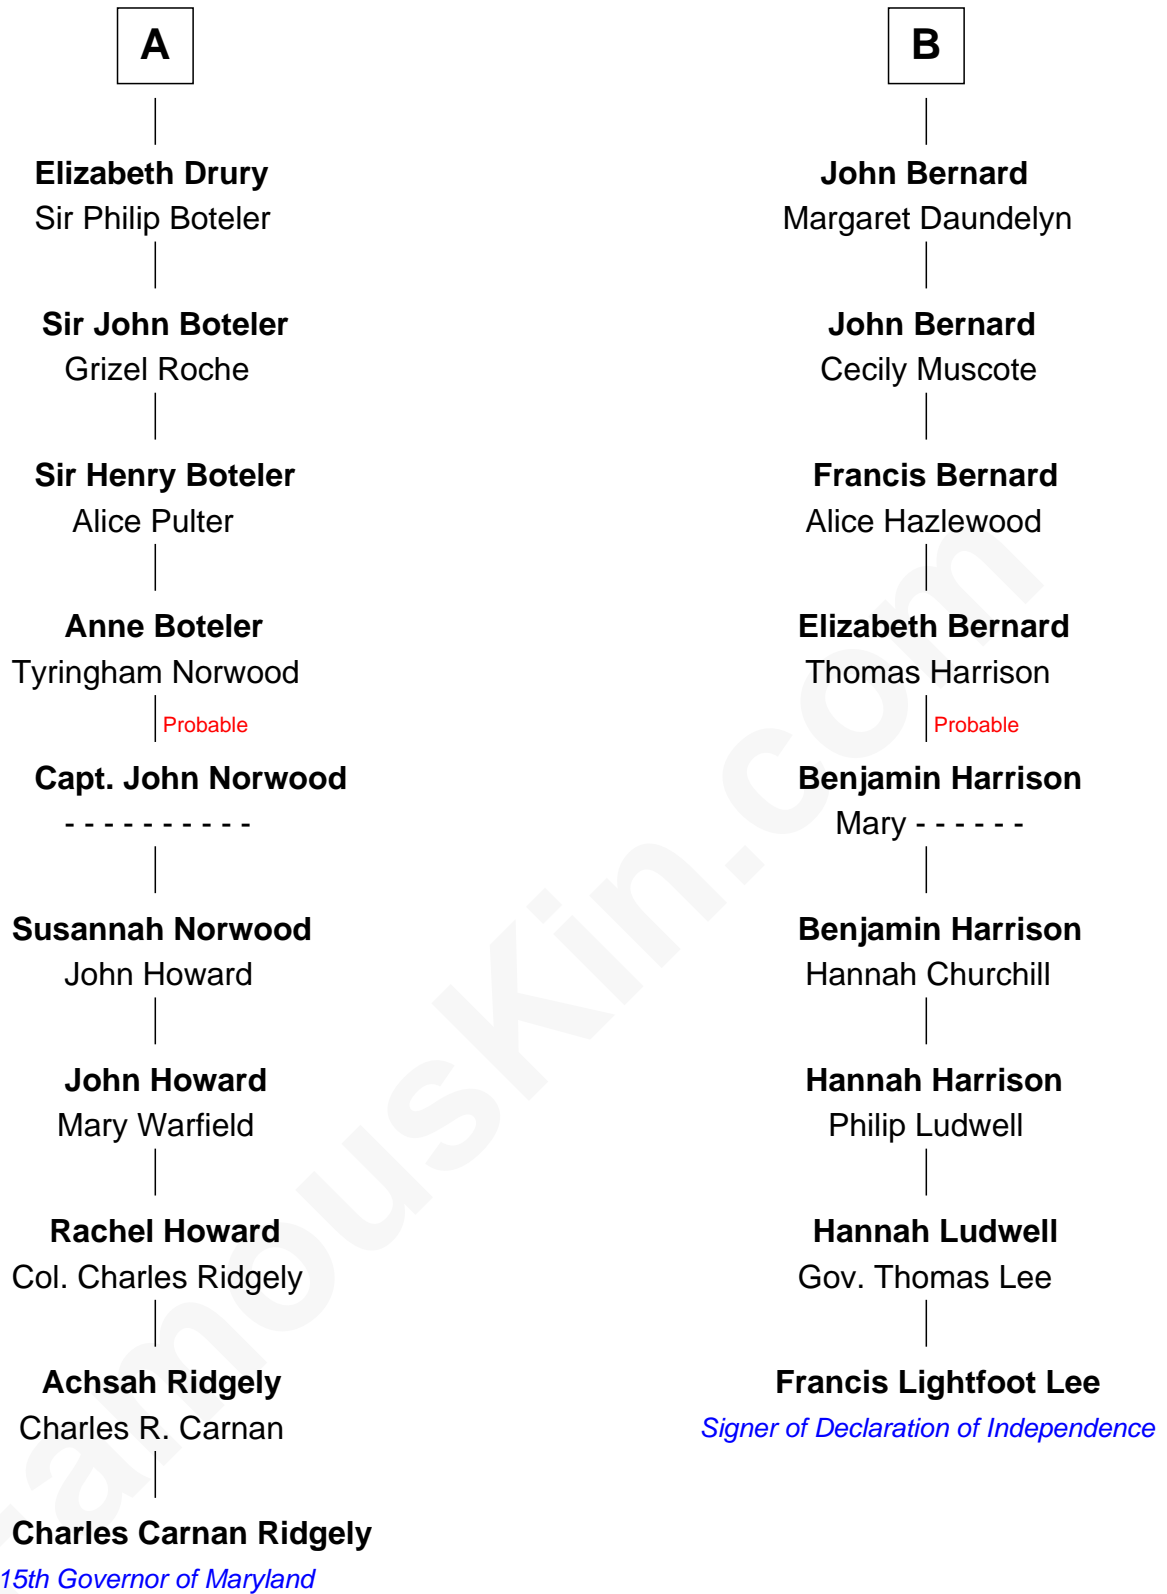 A
Elizabeth Drury
Sir Philip Boteler
Sir John Boteler
Grizel Roche
Sir Henry Boteler
Alice Pulter
Anne Boteler
Tyringham Norwood
Probable
Capt. John Norwood
- - - - - - - - - -
Susannah Norwood
John Howard
John Howard
Mary Warfield
Rachel Howard
Col. Charles Ridgely
Achsah Ridgely
Charles R. Carnan
Charles Carnan Ridgely
15th Governor of Maryland
B
John Bernard
Margaret Daundelyn
John Bernard
Cecily Muscote
Francis Bernard
Alice Hazlewood
Elizabeth Bernard
Thomas Harrison
Probable
Benjamin Harrison
Mary - - - - - -
Benjamin Harrison
Hannah Churchill
Hannah Harrison
Philip Ludwell
Hannah Ludwell
Gov. Thomas Lee
Francis Lightfoot Lee
Signer of Declaration of Independence
FamousKin.com